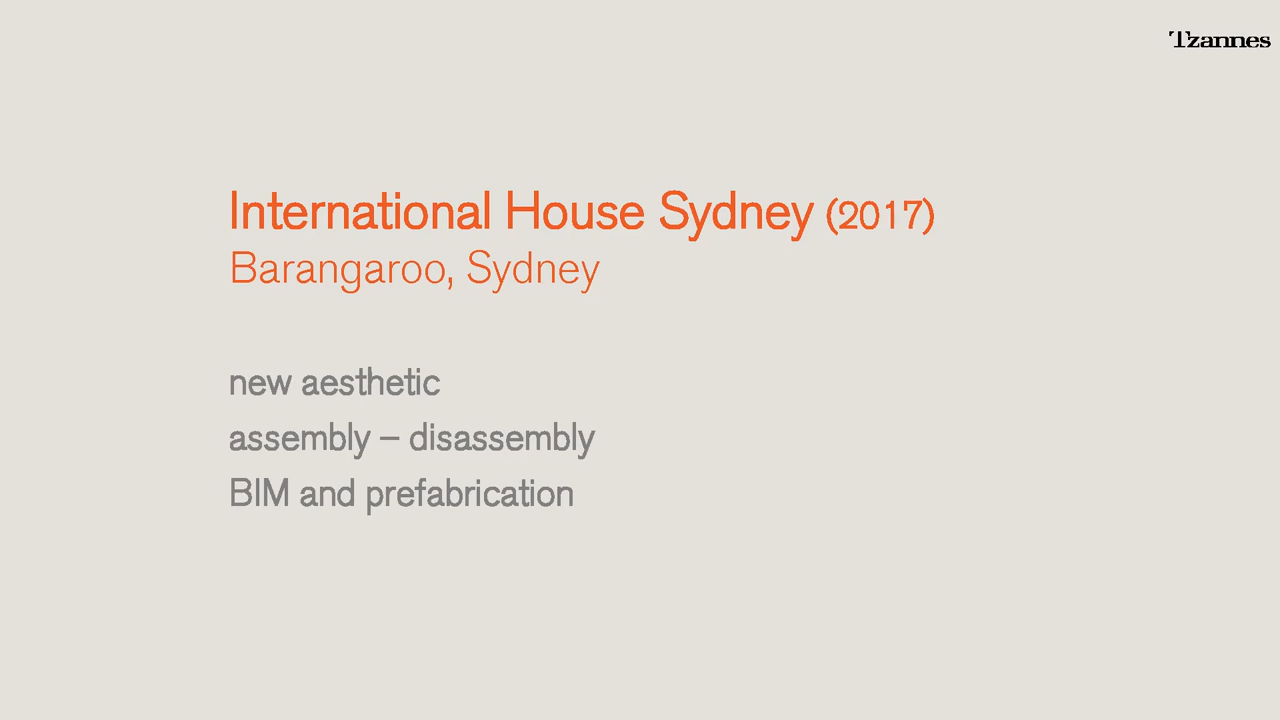 Tzannes
International House Sydney (2017)
Barangaroo, Sydney
new aesthetic
assembly – disassembly
BIM and prefabrication